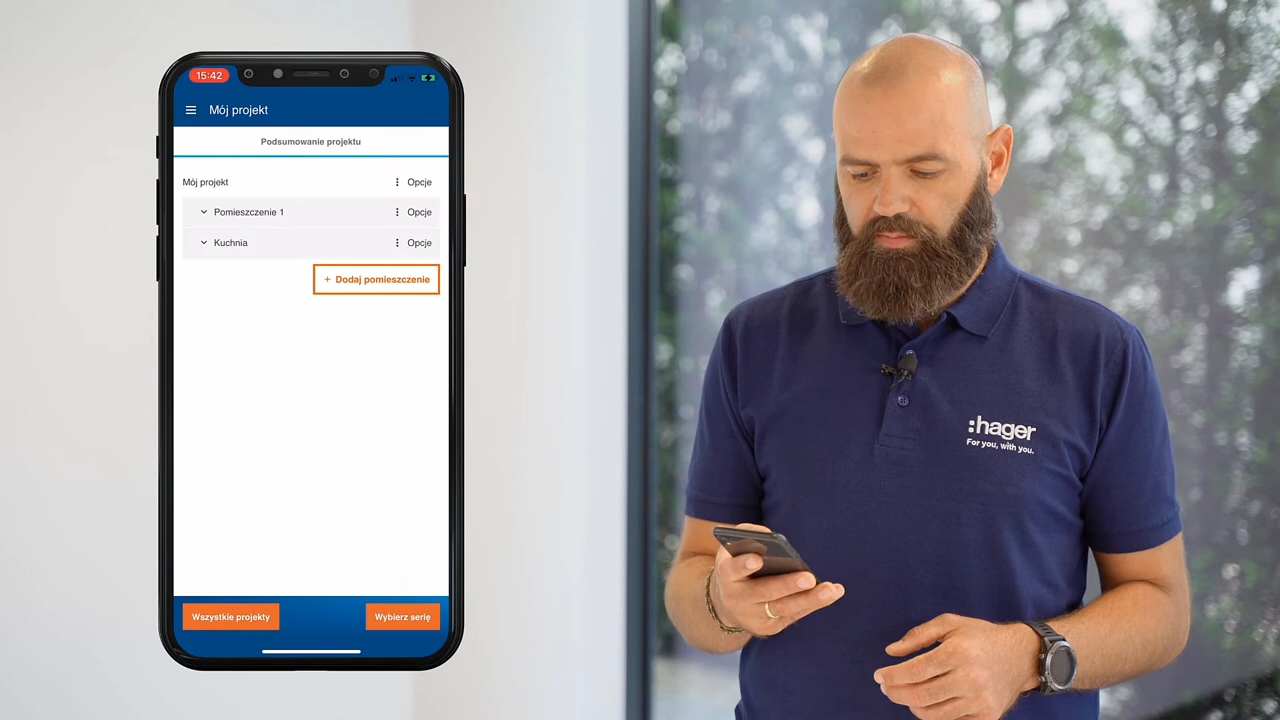 15:42
Mój projekt
Podsumowanie projektu
Mój projekt
Opcje
Pomieszczenie 1
Opcje
Kuchnia
Opcje
+ Dodaj pomieszczenie
Wszystkie projekty
Wybierz serię
:hager
For you, with you.